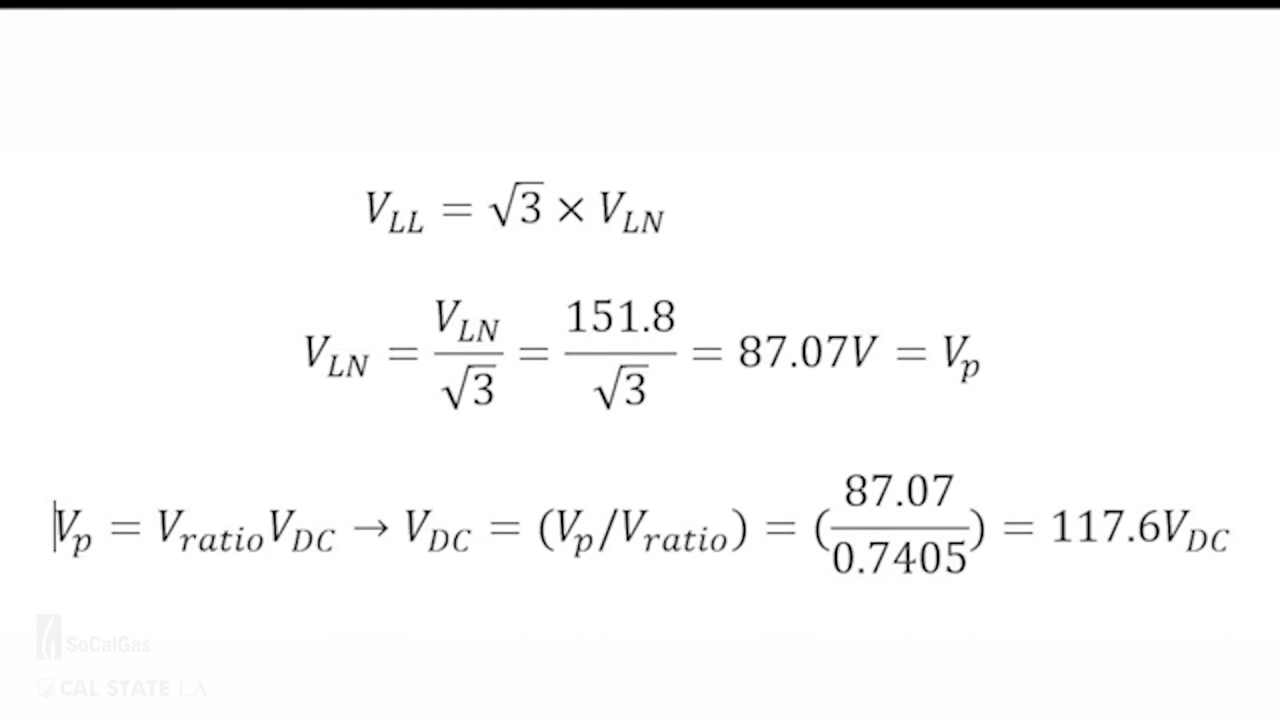 V_LL = √3 × V_LN
V_LN = V_LN/√3 = 151.8/√3 = 87.07V = V_p
V_p = V_ratio V_DC → V_DC = (V_p/V_ratio) = (87.07/0.7405) = 117.6V_DC
SoCalGas
CAL STATE LA